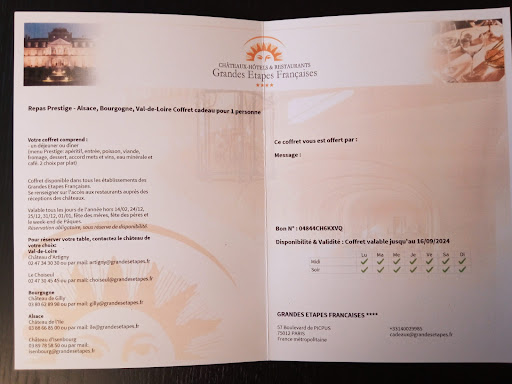 CHÂTEAUX-HÔTELS & RESTAURANTS
Grandes Etapes Françaises
****
Repas Prestige - Alsace, Bourgogne, Val-de-Loire Coffret cadeau pour 1 personne
Votre coffret comprend :
- un déjeuner ou dîner
(menu Prestige: apéritif, entrée, poisson, viande,
fromage, dessert, accord mets et vins, eau minérale et
café. 2 choix par plat)
Coffret disponible dans tous les établissements des
Grandes Etapes Françaises.
Se renseigner sur l'accès aux restaurants auprès des
réceptions des châteaux.
Valable tous les jours de l'année hors 14/02, 24/12,
25/12, 31/12, 01/01, fête des mères, fête des pères et
le week-end de Pâques.
Réservation obligatoire, sous réserve de disponibilité
Pour réserver votre table, contactez le château de
votre choix:
Val-de-Loire
Château d'Artigny
02 47 34 30 30 ou par mail: artigny@grandesetapes.fr
Le Choiseul
02 47 30 45 45 ou par mail: choiseul@grandesetapes.fr
Bourgogne
Château de Gilly
03 80 62 89 98 ou par mail: gilly@grandesetapes.fr
Alsace
Château de l'Ile
03 88 66 85 00 ou par mail: ile@grandesetapes.fr
Château d'Isenbourg
03 89 78 58 50 ou par mail:
isenbourg@grandesetapes.fr
Ce coffret vous est offert par :
Message :
Bon N° : 04844CHGKXVQ
Disponibilité & Validité : Coffret valable jusqu'au 16/09/2024
Lu Ma Me Je Ve Sa Di
Midi ✓ ✓ ✓ ✓ ✓ ✓ ✓
Soir ✓ ✓ ✓ ✓ ✓ ✓ ✓
GRANDES ETAPES FRANCAISES ****
57 Boulevard de PICPUS
75012 PARIS
France métropolitaine
+33140029985
cadeaux@grandesetapes.fr